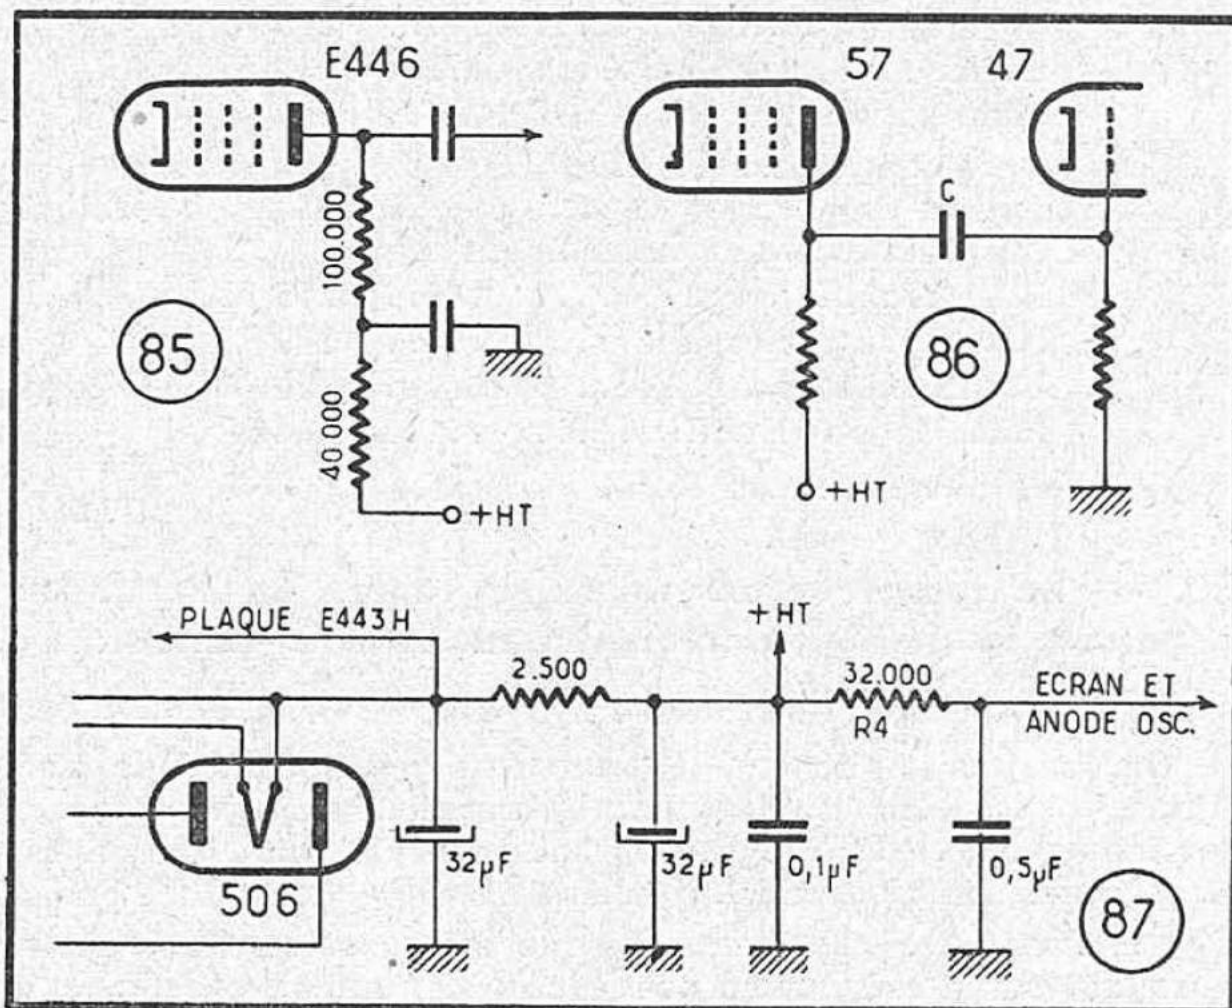 E446
100.000
40 000
+HT
85
57
47
C
+HT
86
PLAQUE E443H
506
32µF
2.500
32µF
+HT
0,1µF
32.000
R4
0,5µF
ECRAN ET
ANODE OSC.
87